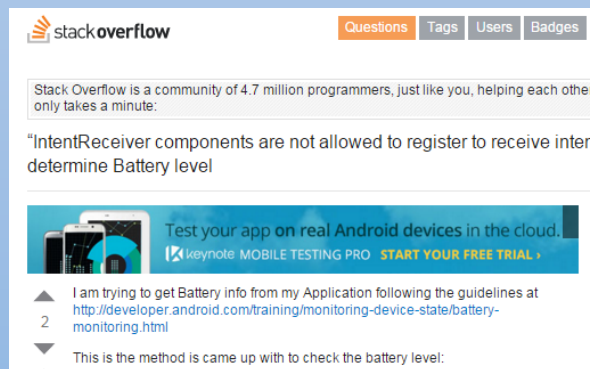 stackoverflow
Questions Tags Users Badges
Stack Overflow is a community of 4.7 million programmers, just like you, helping each othe
only takes a minute:
“IntentReceiver components are not allowed to register to receive inter
determine Battery level
Test your app on real Android devices in the cloud.
keynote MOBILE TESTING PRO START YOUR FREE TRIAL ›
I am trying to get Battery info from my Application following the guidelines at
2
http://developer.android.com/training/monitoring-device-state/battery-
monitoring.html
This is the method is came up with to check the battery level: